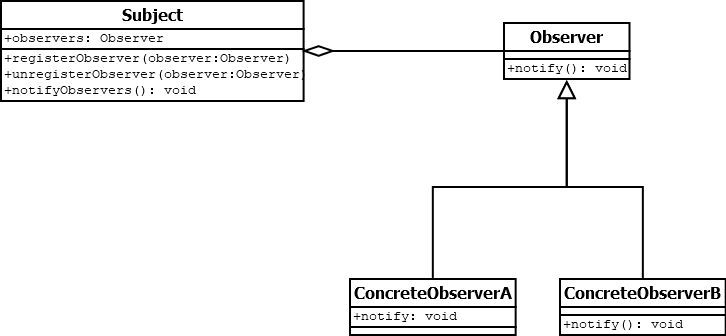 Subject
+observers: Observer
+registerObserver(observer:Observer)
+unregisterObserver(observer:Observer)
+notifyObservers(): void
Observer
+notify(): void
ConcreteObserverA
+notify: void
ConcreteObserverB
+notify(): void